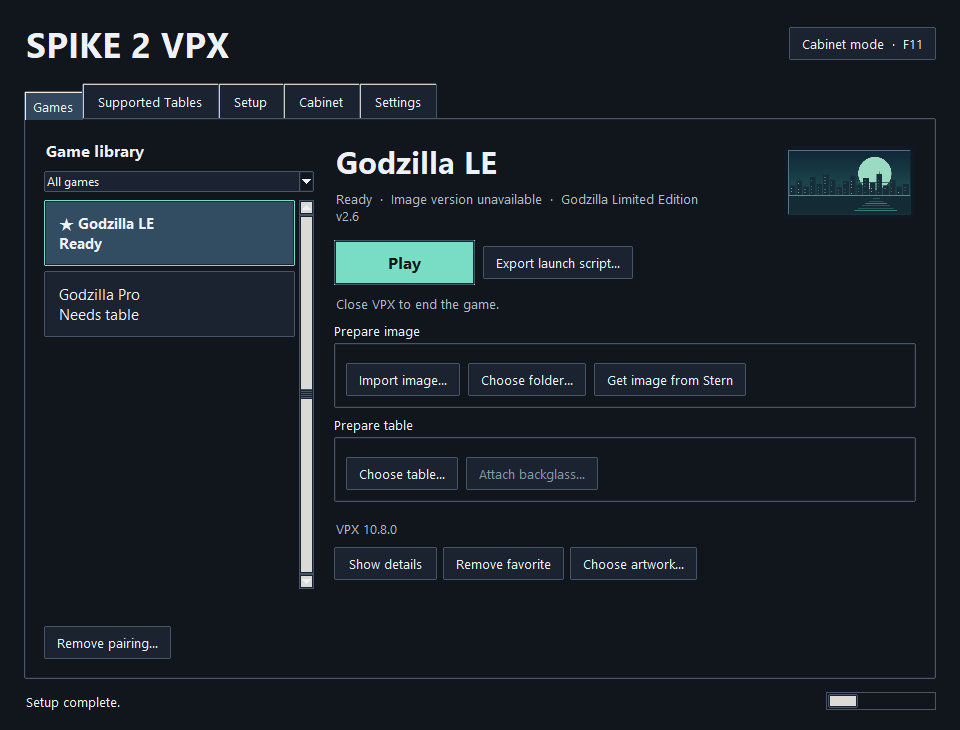 SPIKE 2 VPX
Cabinet mode · F11
Games
Supported Tables
Setup
Cabinet
Settings
Game library
All games
★ Godzilla LE
Ready
Godzilla Pro
Needs table
Remove pairing...
Godzilla LE
Ready · Image version unavailable · Godzilla Limited Edition
v2.6
Play
Export launch script...
Close VPX to end the game.
Prepare image
Import image...
Choose folder...
Get image from Stern
Prepare table
Choose table...
Attach backglass...
VPX 10.8.0
Show details
Remove favorite
Choose artwork...
Setup complete.